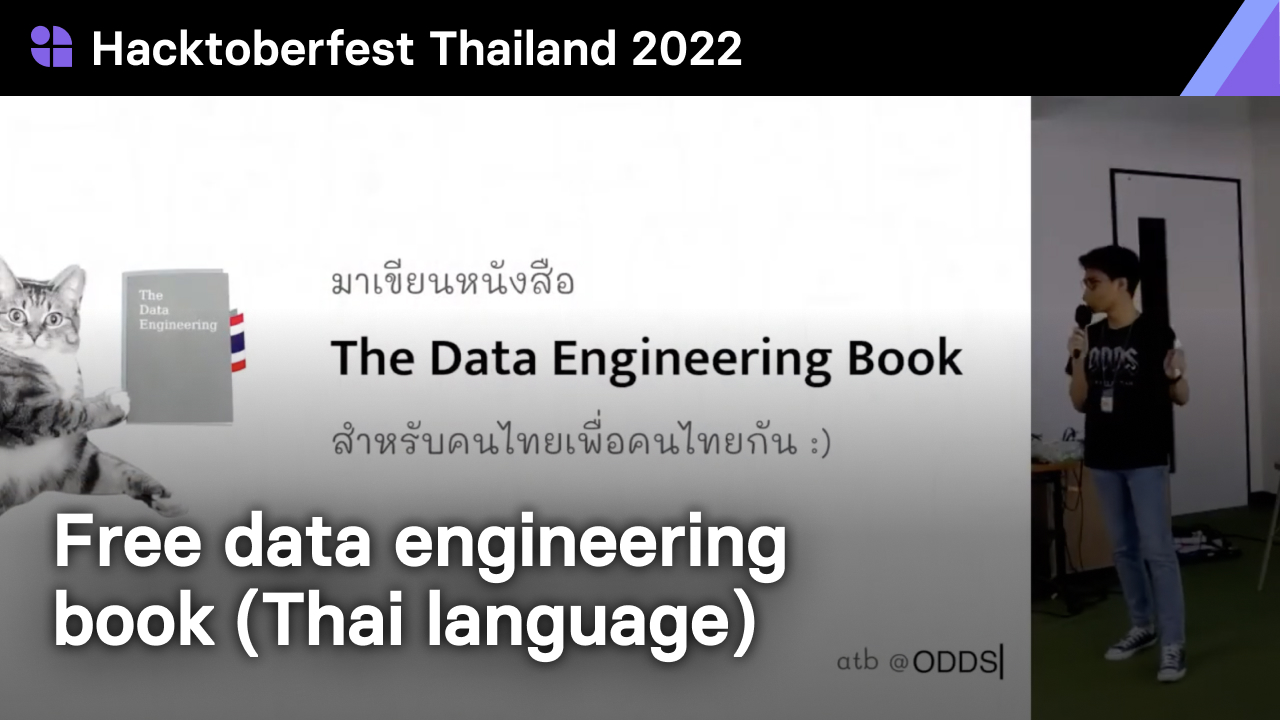 Hacktoberfest Thailand 2022
The
Data
Engineering
มาเขียนหนังสือ
The Data Engineering Book
สำหรับคนไทยเพื่อคนไทยกัน :)
ODDS
Free data engineering
book (Thai language)
atb @ODDS|